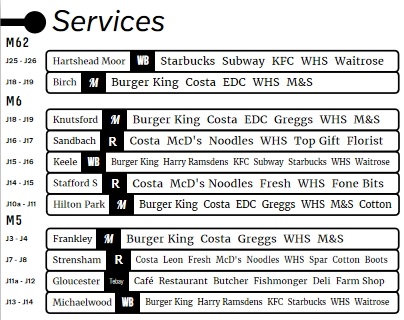 Services
M62
J25 - J26 Hartshead Moor WB Starbucks Subway KFC WHS Waitrose
J18 - J19 Birch M Burger King Costa EDC WHS M&S
M6
J18 - J19 Knutsford M Burger King Costa EDC Greggs WHS M&S
J16 - J17 Sandbach R Costa McD's Noodles WHS Top Gift Florist
J15 - J16 Keele WB Burger King Harry Ramsdens KFC Subway Starbucks WHS Waitrose
J14 - J15 Stafford S R Costa McD's Noodles Fresh WHS Fone Bits
J10a - J11 Hilton Park M Burger King Costa Greggs WHS M&S Cotton
M5
J3 - J4 Frankley M Burger King Costa Greggs WHS M&S
J7 - J8 Strensham R Costa Leon Fresh McD's Noodles WHS Spar Cotton Boots
J11a - J12 Gloucester Tebay Café Restaurant Butcher Fishmonger Deli Farm Shop
J13 - J14 Michaelwood WB Burger King Harry Ramsdens KFC Starbucks WHS Waitrose